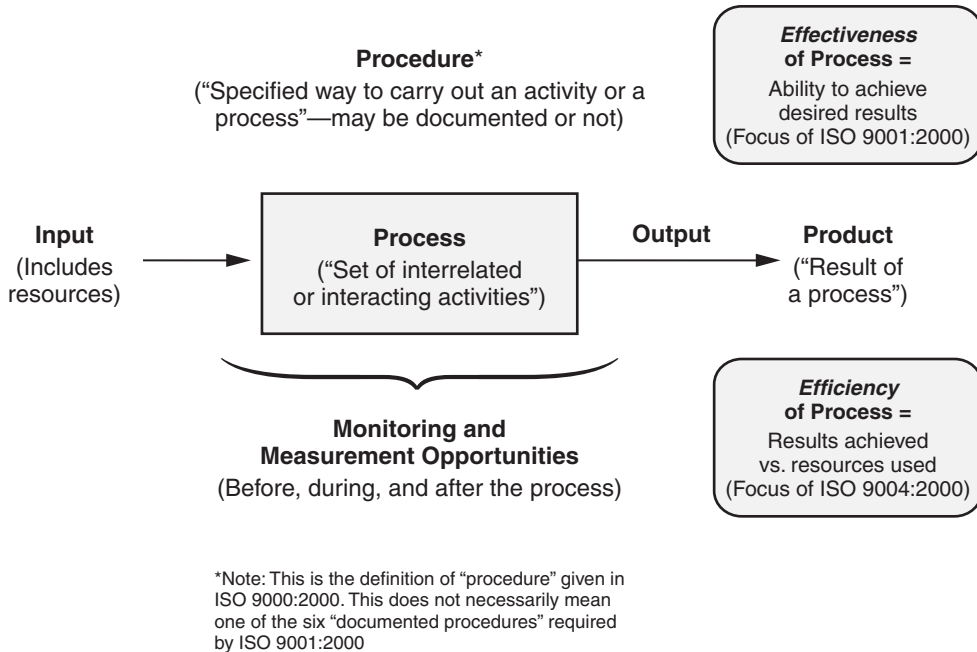 Procedure*
(“Specified way to carry out an activity or a
process”—may be documented or not)
Effectiveness
of Process =
Ability to achieve
desired results
(Focus of ISO 9001:2000)
Input
(Includes
resources)
Process
(“Set of interrelated
or interacting activities”)
Output
Product
(“Result of
a process”)
Monitoring and
Measurement Opportunities
(Before, during, and after the process)
Efficiency
of Process =
Results achieved
vs. resources used
(Focus of ISO 9004:2000)
*Note: This is the definition of “procedure” given in
ISO 9000:2000. This does not necessarily mean
one of the six “documented procedures” required
by ISO 9001:2000